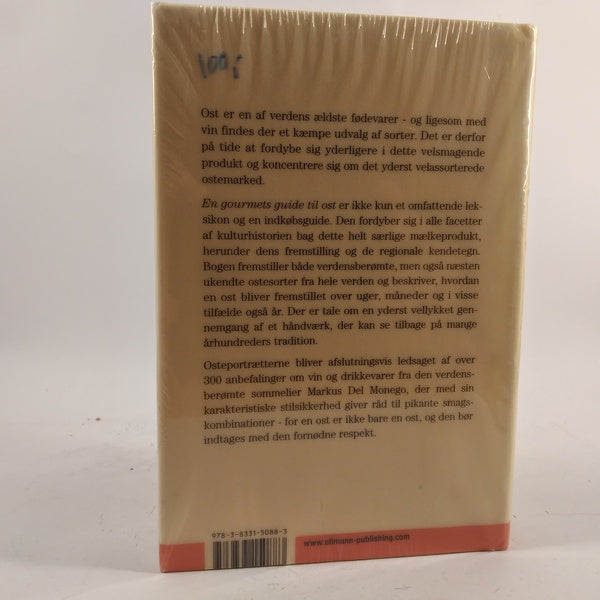 100,-
Ost er en af verdens ældste fødevarer - og ligesom med
vin findes der et kæmpe udvalg af sorter. Det er derfor
på tide at fordybe sig yderligere i dette velsmagende
produkt og koncentrere sig om det yderst velassorterede
ostemarked.
En gourmets guide til ost er ikke kun et omfattende lek-
sikon og en indkøbsguide. Den fordyber sig i alle facetter
af kulturhistorien bag dette helt særlige mælkeprodukt,
herunder dens fremstilling og de regionale kendetegn.
Bogen fremstiller både verdensberømte, men også næsten
ukendte ostesorter fra hele verden og beskriver, hvordan
en ost bliver fremstillet over uger, måneder og i visse
tilfælde også år. Der er tale om en yderst vellykket gen-
nemgang af et håndværk, der kan se tilbage på mange
århundreders tradition.
Osteportrætterne bliver afslutningsvis ledsaget af over
300 anbefalinger om vin og drikkevarer fra den verdens-
berømte sommelier Markus Del Monego, der med sin
karakteristiske stilsikkerhed giver råd til pikante smags-
kombinationer - for en ost er ikke bare en ost, og den bør
indtages med den fornødne respekt.
978-3-8331-5088-3
www.ullmann-publishing.com